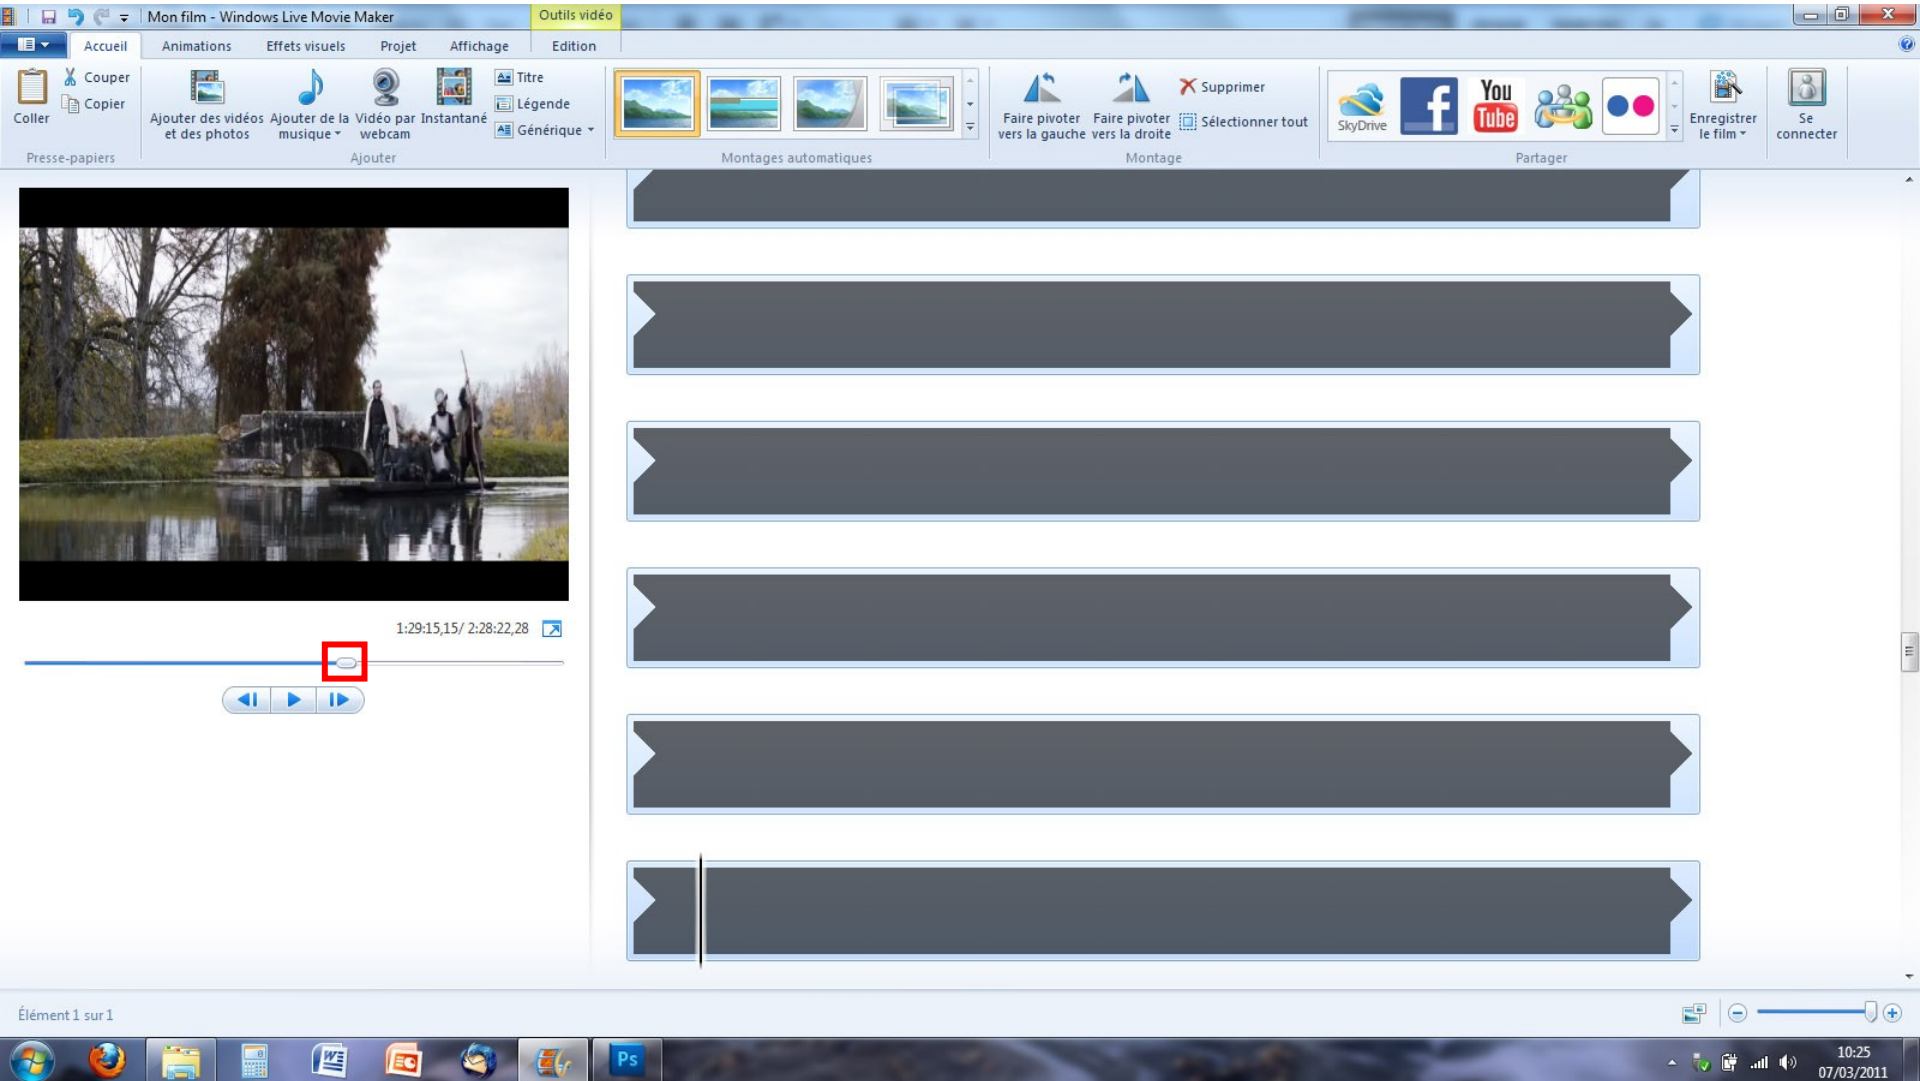 Mon film - Windows Live Movie Maker
Outils vidéo
Accueil Animations Effets visuels Projet Affichage Edition
Coller
Couper
Copier
Presse-papiers
Ajouter des vidéos et des photos
Ajouter de la musique
Vidéo par webcam
Instantané
Titre
Légende
Générique
Ajouter
Montages automatiques
Faire pivoter vers la gauche
Faire pivoter vers la droite
Supprimer
Sélectionner tout
Montage
SkyDrive
f
You Tube
Partager
Enregistrer le film
Se connecter
1:29:15,15/ 2:28:22,28
Élément 1 sur 1
Ps
10:25
07/03/2011